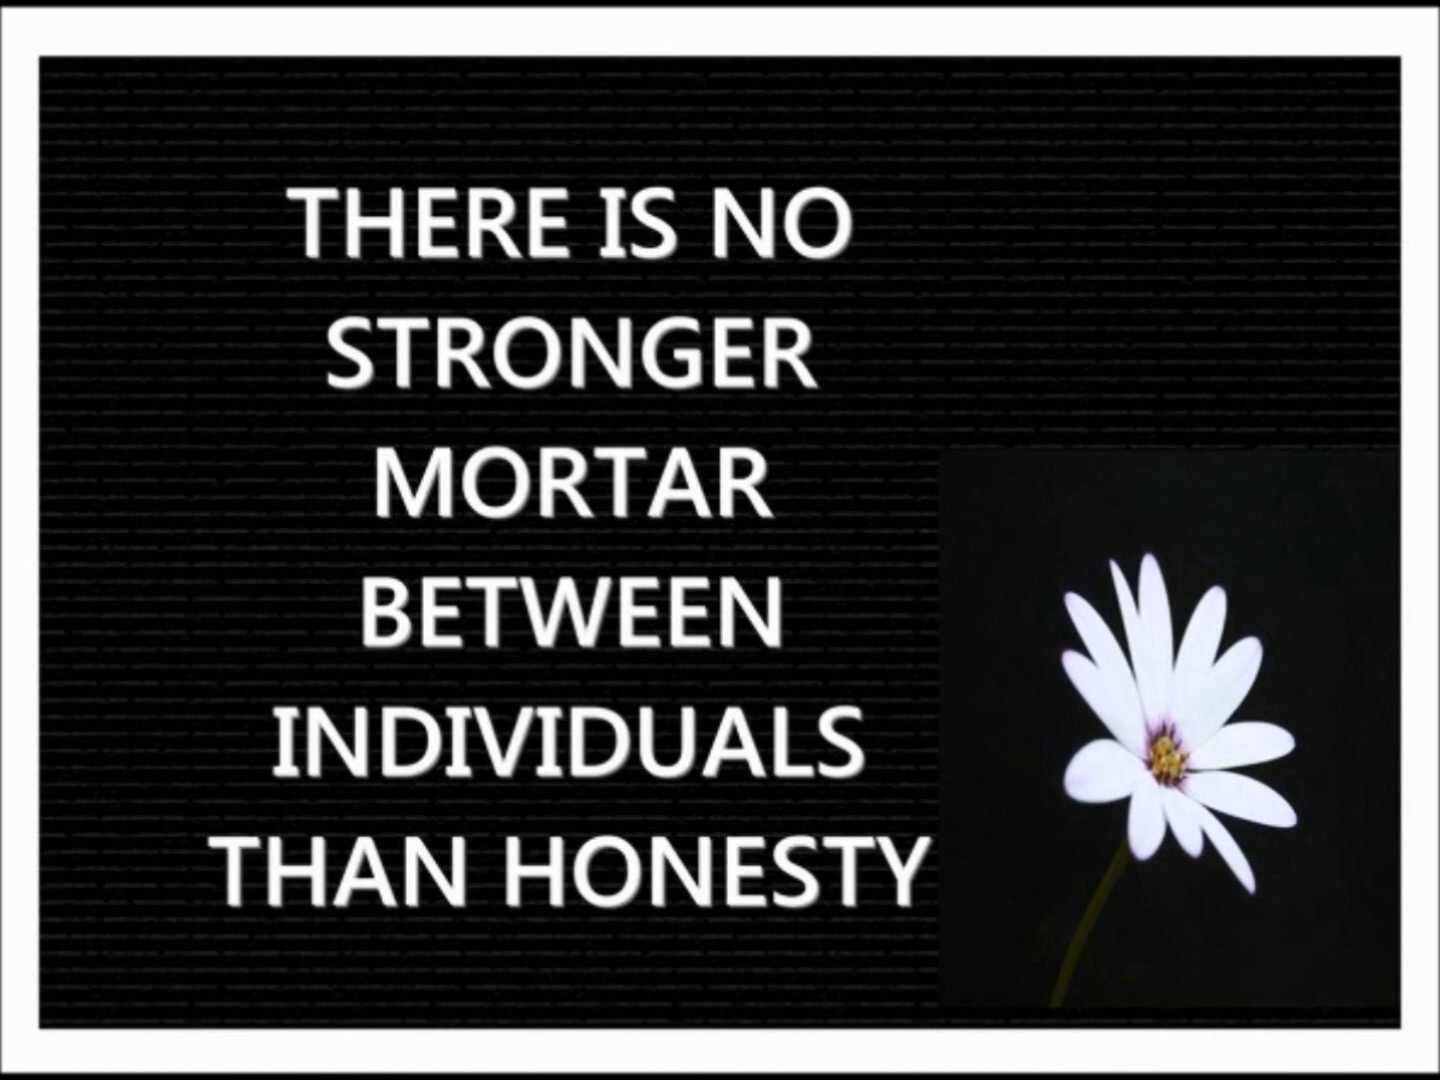 THERE IS NO
STRONGER
MORTAR
BETWEEN
INDIVIDUALS
THAN HONESTY